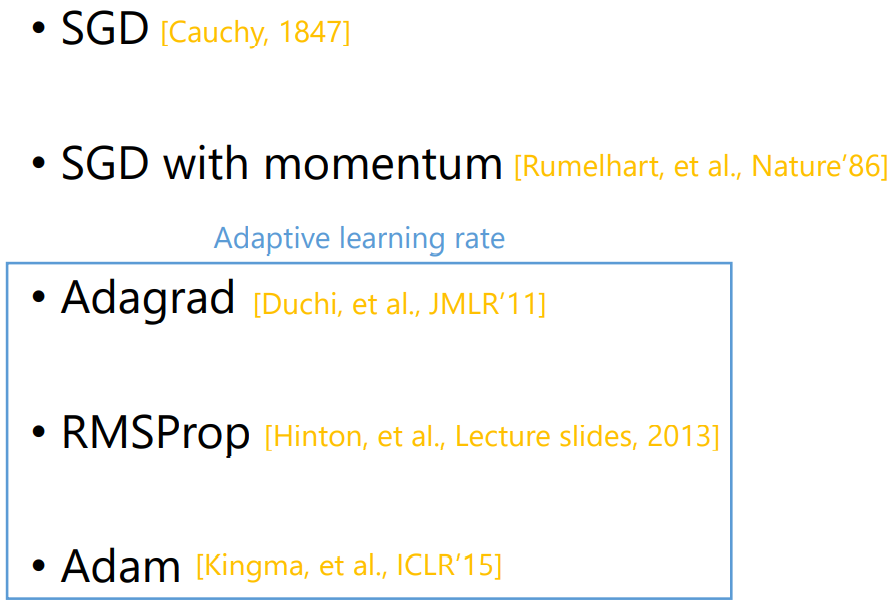 • SGD [Cauchy, 1847]
• SGD with momentum [Rumelhart, et al., Nature’86]
Adaptive learning rate
• Adagrad [Duchi, et al., JMLR’11]
• RMSProp [Hinton, et al., Lecture slides, 2013]
• Adam [Kingma, et al., ICLR’15]